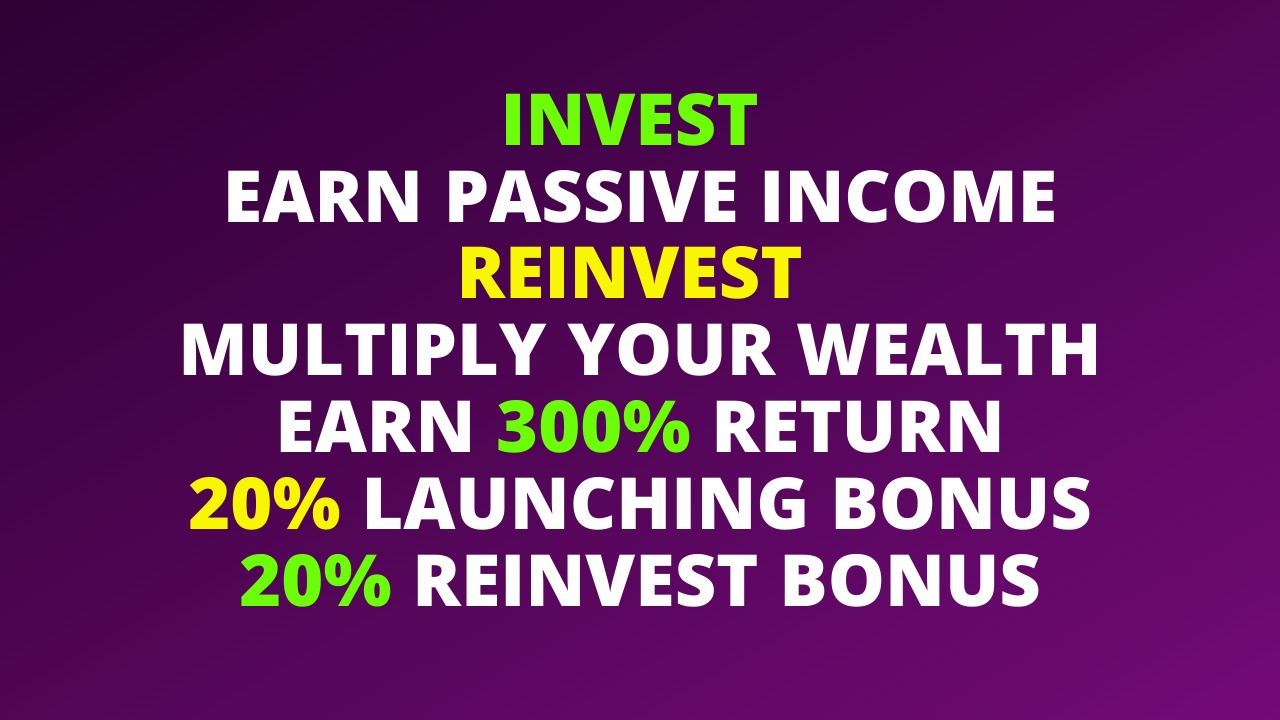 INVEST
EARN PASSIVE INCOME
REINVEST
MULTIPLY YOUR WEALTH
EARN 300% RETURN
20% LAUNCHING BONUS
20% REINVEST BONUS